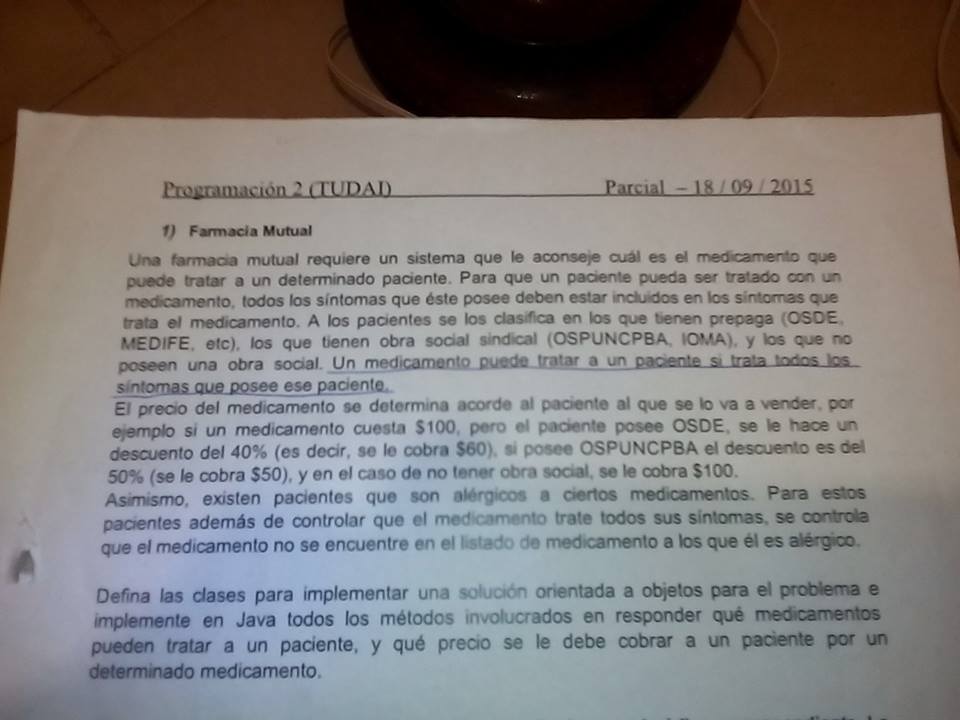 Programación 2 (TUDAI) Parcial – 18 / 09 / 2015
1) Farmacia Mutual
Una farmacia mutual requiere un sistema que le aconseje cuál es el medicamento que
puede tratar a un determinado paciente. Para que un paciente pueda ser tratado con un
medicamento, todos los síntomas que éste posee deben estar incluidos en los síntomas que
trata el medicamento. A los pacientes se los clasifica en los que tienen prepaga (OSDE,
MEDIFE, etc), los que tienen obra social sindical (OSPUNCPBA, IOMA), y los que no
poseen una obra social. Un medicamento puede tratar a un paciente si trata todos los
síntomas que posee ese paciente.
El precio del medicamento se determina acorde al paciente al que se lo va a vender, por
ejemplo si un medicamento cuesta $100, pero el paciente posee OSDE, se le hace un
descuento del 40% (es decir, se le cobra $60), si posee OSPUNCPBA el descuento es del
50% (se le cobra $50), y en el caso de no tener obra social, se le cobra $100.
Asimismo, existen pacientes que son alérgicos a ciertos medicamentos. Para estos
pacientes además de controlar que el medicamento trate todos sus síntomas, se controla
que el medicamento no se encuentre en el listado de medicamento a los que él es alérgico.
Defina las clases para implementar una solución orientada a objetos para el problema e
implemente en Java todos los métodos involucrados en responder qué medicamentos
pueden tratar a un paciente, y qué precio se le debe cobrar a un paciente por un
determinado medicamento.